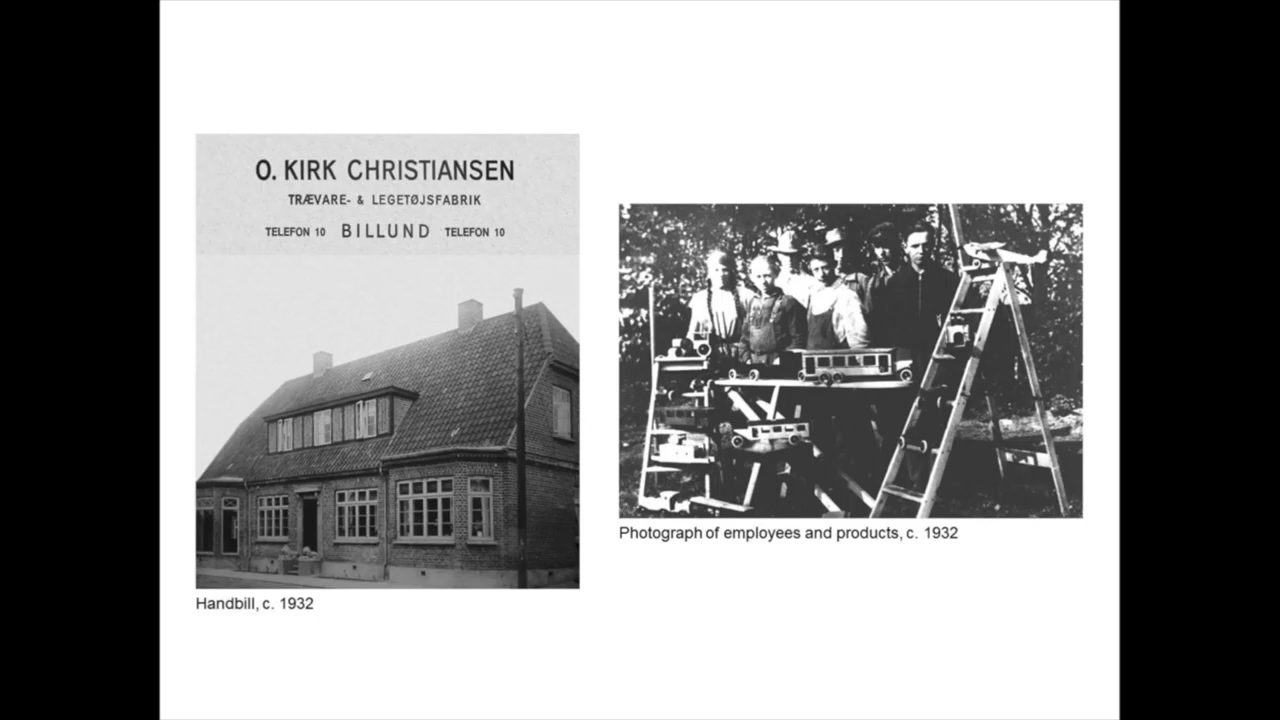 O. KIRK CHRISTIANSEN
TRÆVARE- & LEGETØJSFABRIK
TELEFON 10 BILLUND TELEFON 10
Handbill, c. 1932
Photograph of employees and products, c. 1932